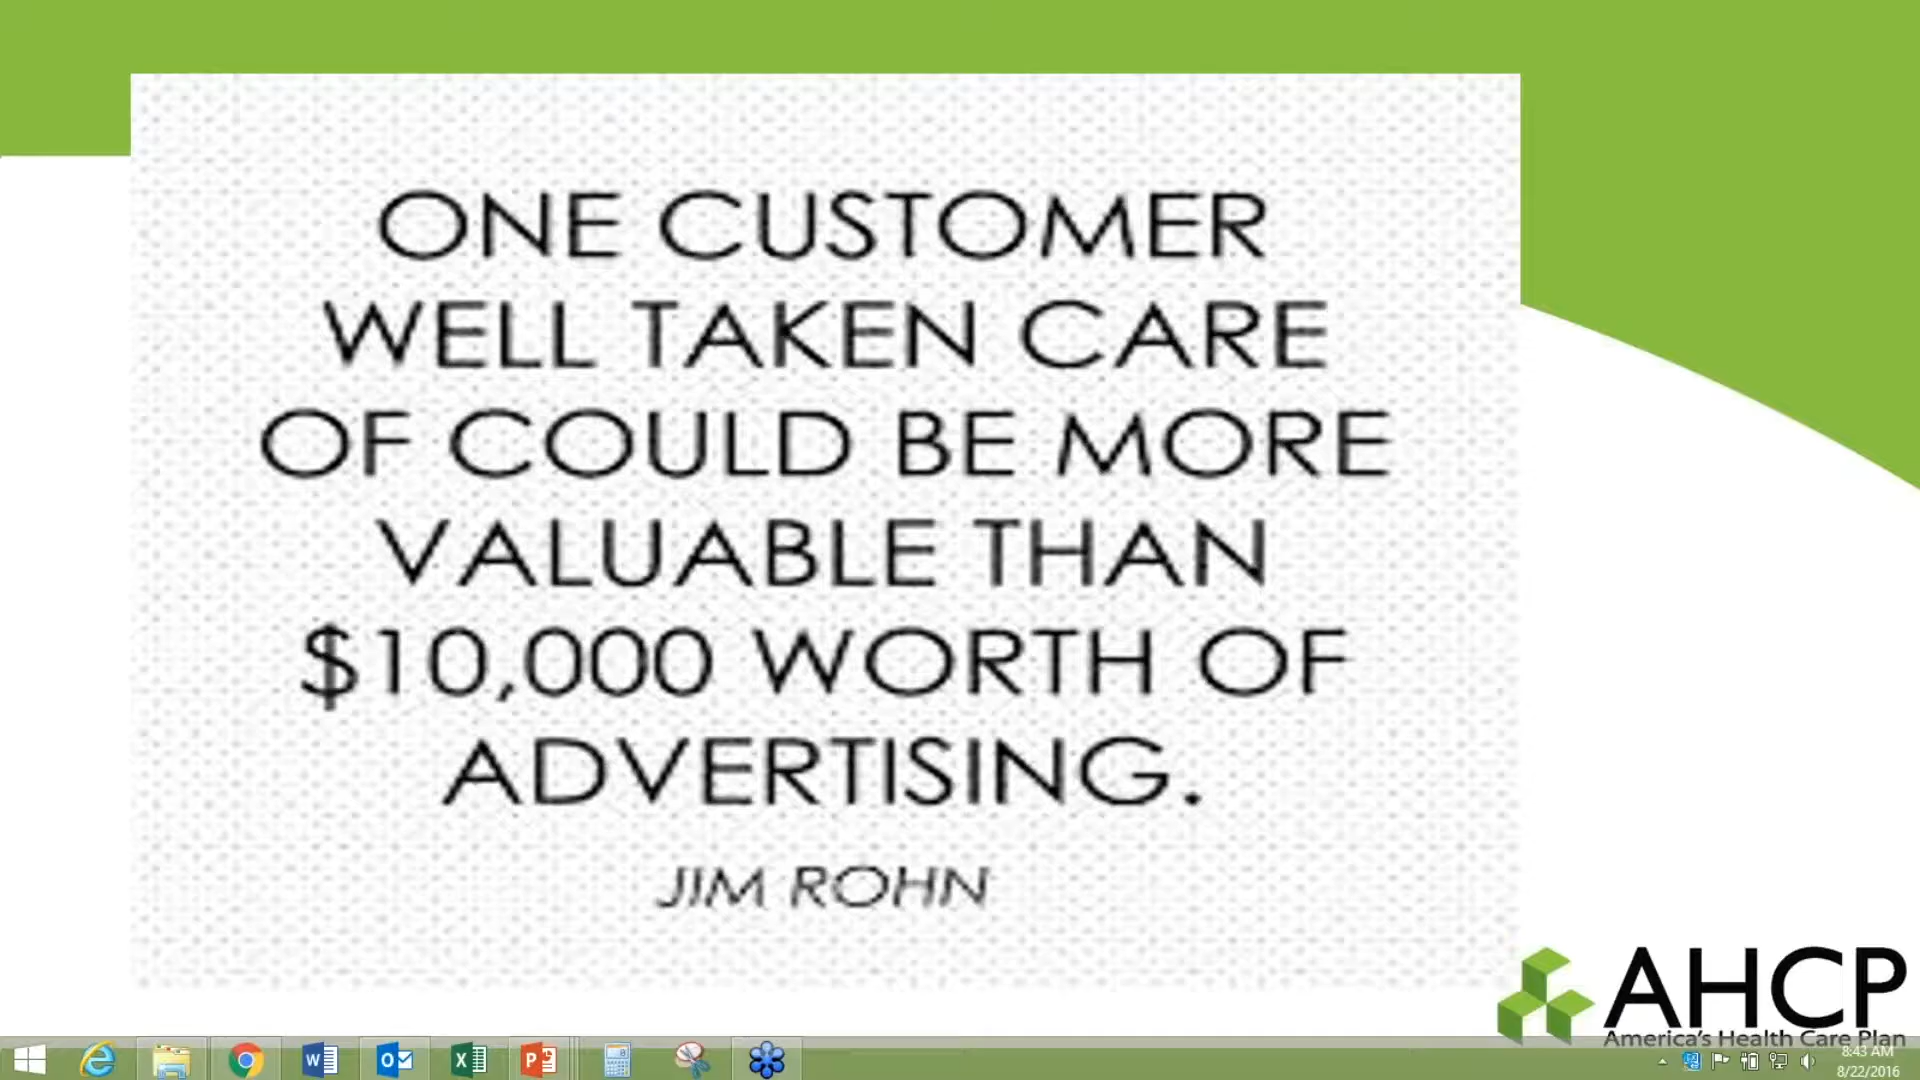 ONE CUSTOMER
WELL TAKEN CARE
OF COULD BE MORE
VALUABLE THAN
$10,000 WORTH OF
ADVERTISING.
JIM ROHN
AHCP
America's Health Care Plan
8:43 AM
8/22/2016